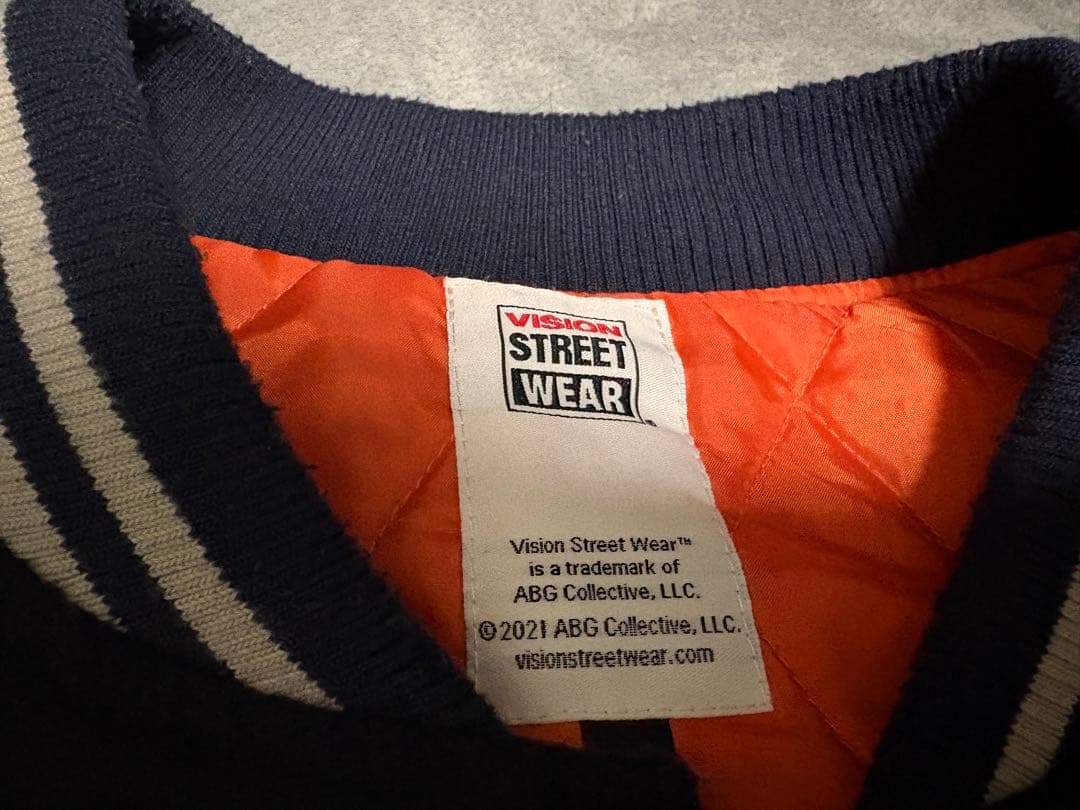 VISION
STREET
WEAR
Vision Street Wear™
is a trademark of
ABG Collective, LLC.
©2021 ABG Collective, LLC.
visionstreetwear.com